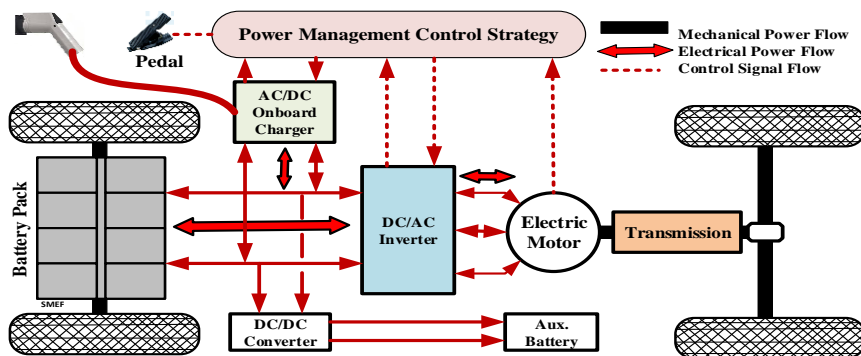 Power Management Control Strategy
Pedal
Mechanical Power Flow
Electrical Power Flow
Control Signal Flow
AC/DC
Onboard
Charger
Battery Pack
DC/AC
Inverter
Electric
Motor
Transmission
SMEF
DC/DC
Converter
Aux.
Battery